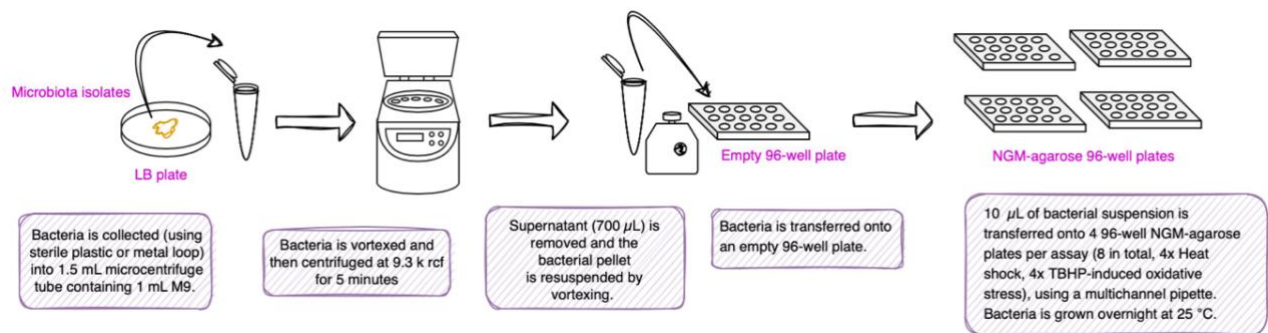 Microbiota isolates
LB plate
Empty 96-well plate
NGM-agarose 96-well plates
Bacteria is collected (using
sterile plastic or metal loop)
into 1.5 mL microcentrifuge
tube containing 1 mL M9.
Bacteria is vortexed and
then centrifuged at 9.3 k rcf
for 5 minutes
Supernatant (700 µL) is
removed and the
bacterial pellet
is resuspended by
vortexing.
Bacteria is transferred onto
an empty 96-well plate.
10 µL of bacterial suspension is
transferred onto 4 96-well NGM-agarose
plates per assay (8 in total, 4x Heat
shock, 4x TBHP-induced oxidative
stress), using a multichannel pipette.
Bacteria is grown overnight at 25 °C.